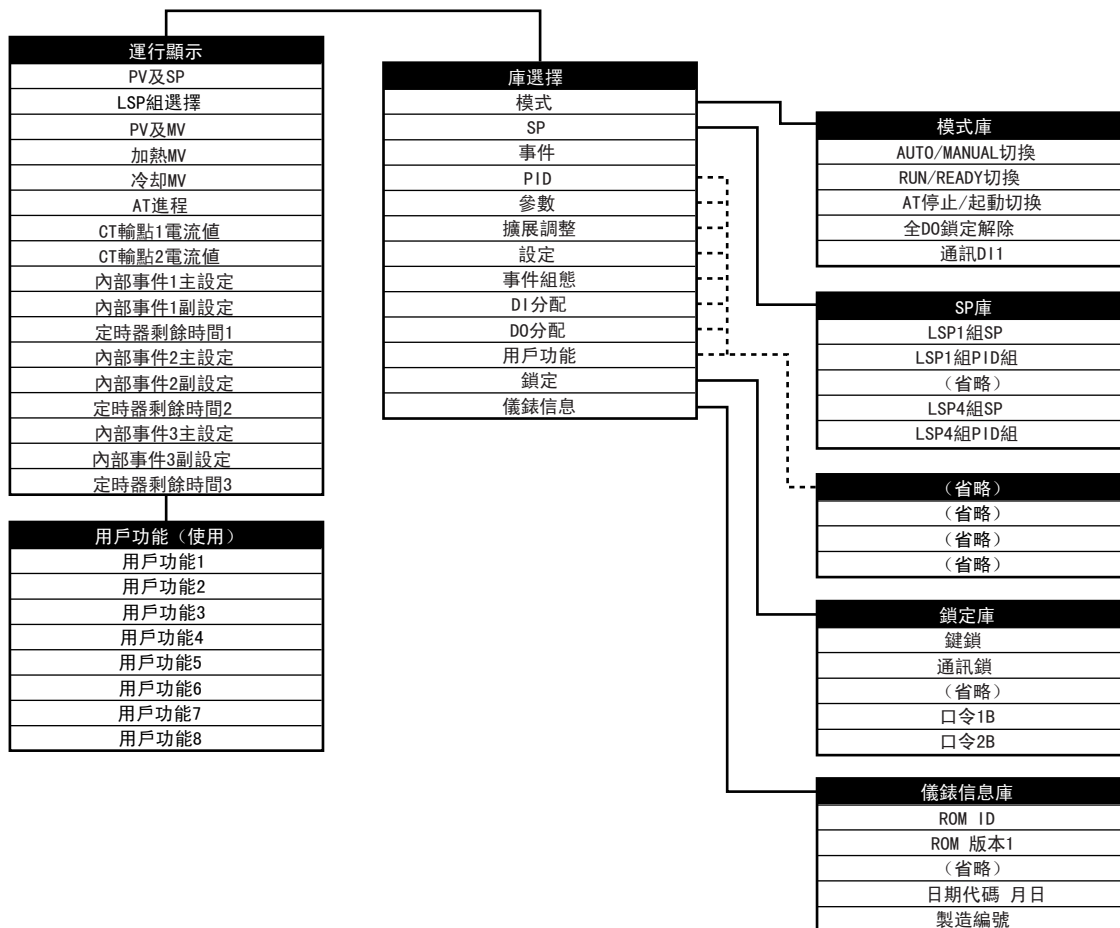 運行顯示
PV及SP
LSP組選擇
PV及MV
加熱MV
冷却MV
AT進程
CT輸點1電流值
CT輸點2電流值
內部事件1主設定
內部事件1副設定
定時器剩餘時間1
內部事件2主設定
內部事件2副設定
定時器剩餘時間2
內部事件3主設定
內部事件3副設定
定時器剩餘時間3
用戶功能（使用）
用戶功能1
用戶功能2
用戶功能3
用戶功能4
用戶功能5
用戶功能6
用戶功能7
用戶功能8
庫選擇
模式
SP
事件
PID
參數
擴展調整
設定
事件組態
DI分配
DO分配
用戶功能
鎖定
儀錶信息
模式庫
AUTO/MANUAL切換
RUN/READY切換
AT停止/起動切換
全DO鎖定解除
通訊DI1
SP庫
LSP1組SP
LSP1組PID組
（省略）
LSP4組SP
LSP4組PID組
（省略）
（省略）
（省略）
（省略）
鎖定庫
鍵鎖
通訊鎖
（省略）
口令1B
口令2B
儀錶信息庫
ROM ID
ROM 版本1
（省略）
日期代碼 月日
製造編號